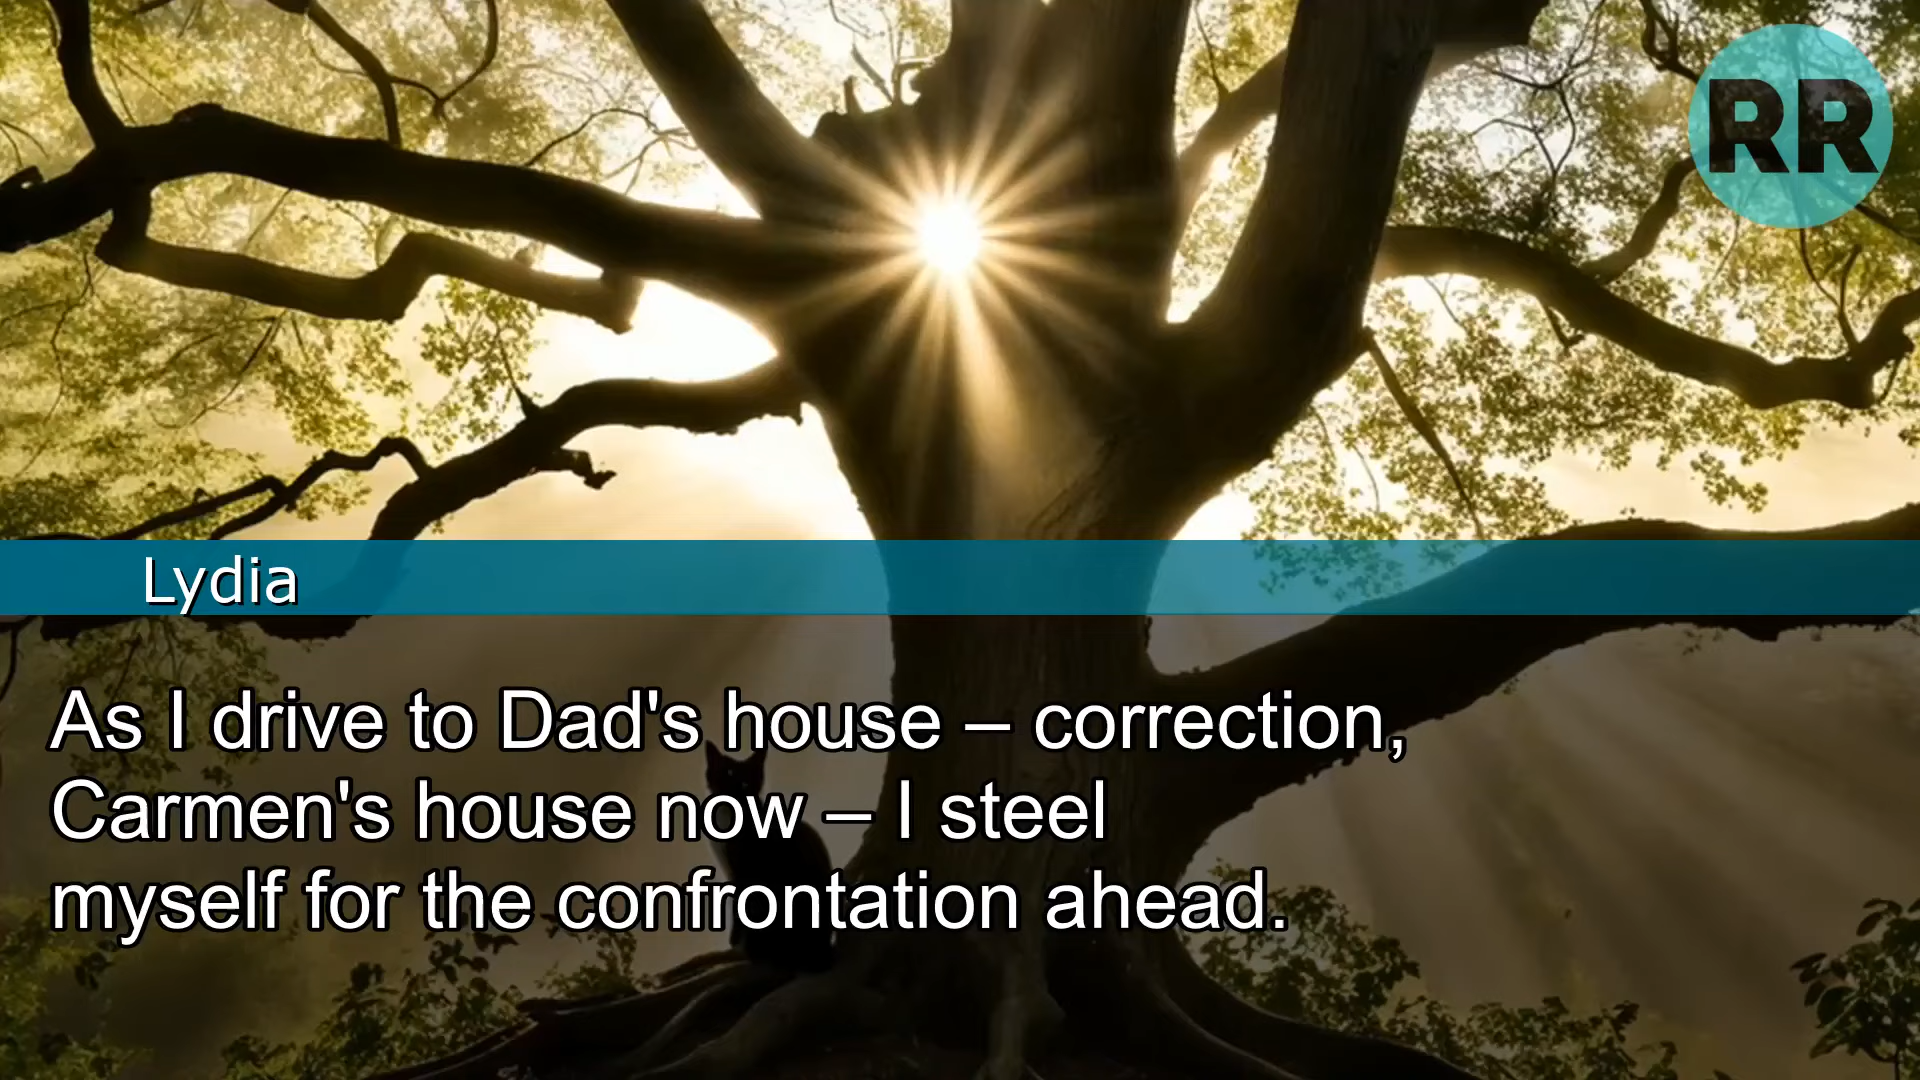 RR
Lydia
As I drive to Dad's house – correction,
Carmen's house now – I steel
myself for the confrontation ahead.